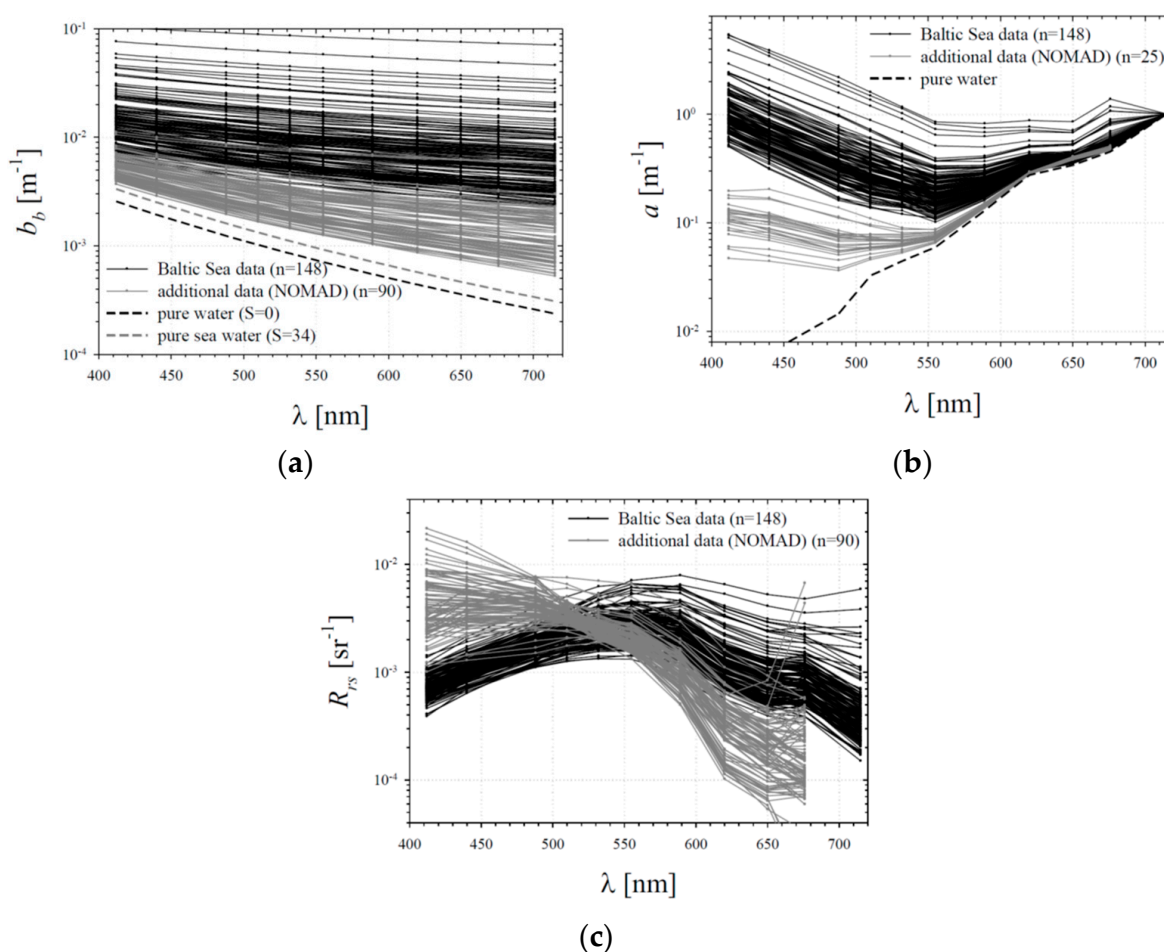 10⁻¹
10⁻²
10⁻³
10⁻⁴
b_b [m⁻¹]
Baltic Sea data (n=148)
additional data (NOMAD) (n=90)
pure water (S=0)
pure sea water (S=34)
400 450 500 550 600 650 700
λ [nm]
(a)
Baltic Sea data (n=148)
additional data (NOMAD) (n=25)
pure water
10⁰
10⁻¹
10⁻²
a [m⁻¹]
400 450 500 550 600 650 700
λ [nm]
(b)
Baltic Sea data (n=148)
additional data (NOMAD) (n=90)
10⁻²
10⁻³
10⁻⁴
R_rs [sr⁻¹]
400 450 500 550 600 650 700
λ [nm]
(c)